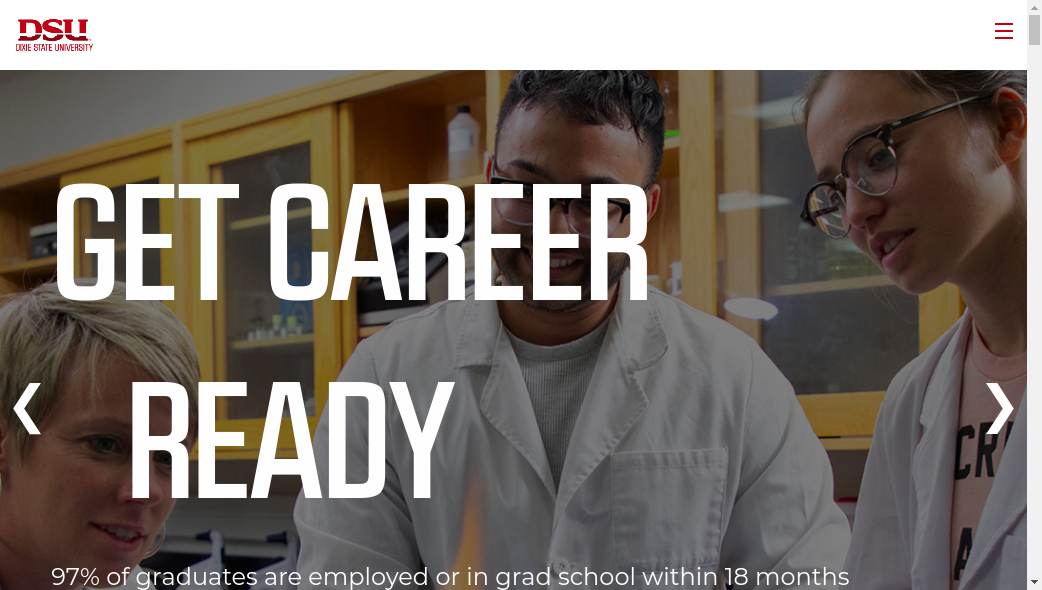 DSU
DIXIE STATE UNIVERSITY
GET CAREER
READY
97% of graduates are employed or in grad school within 18 months